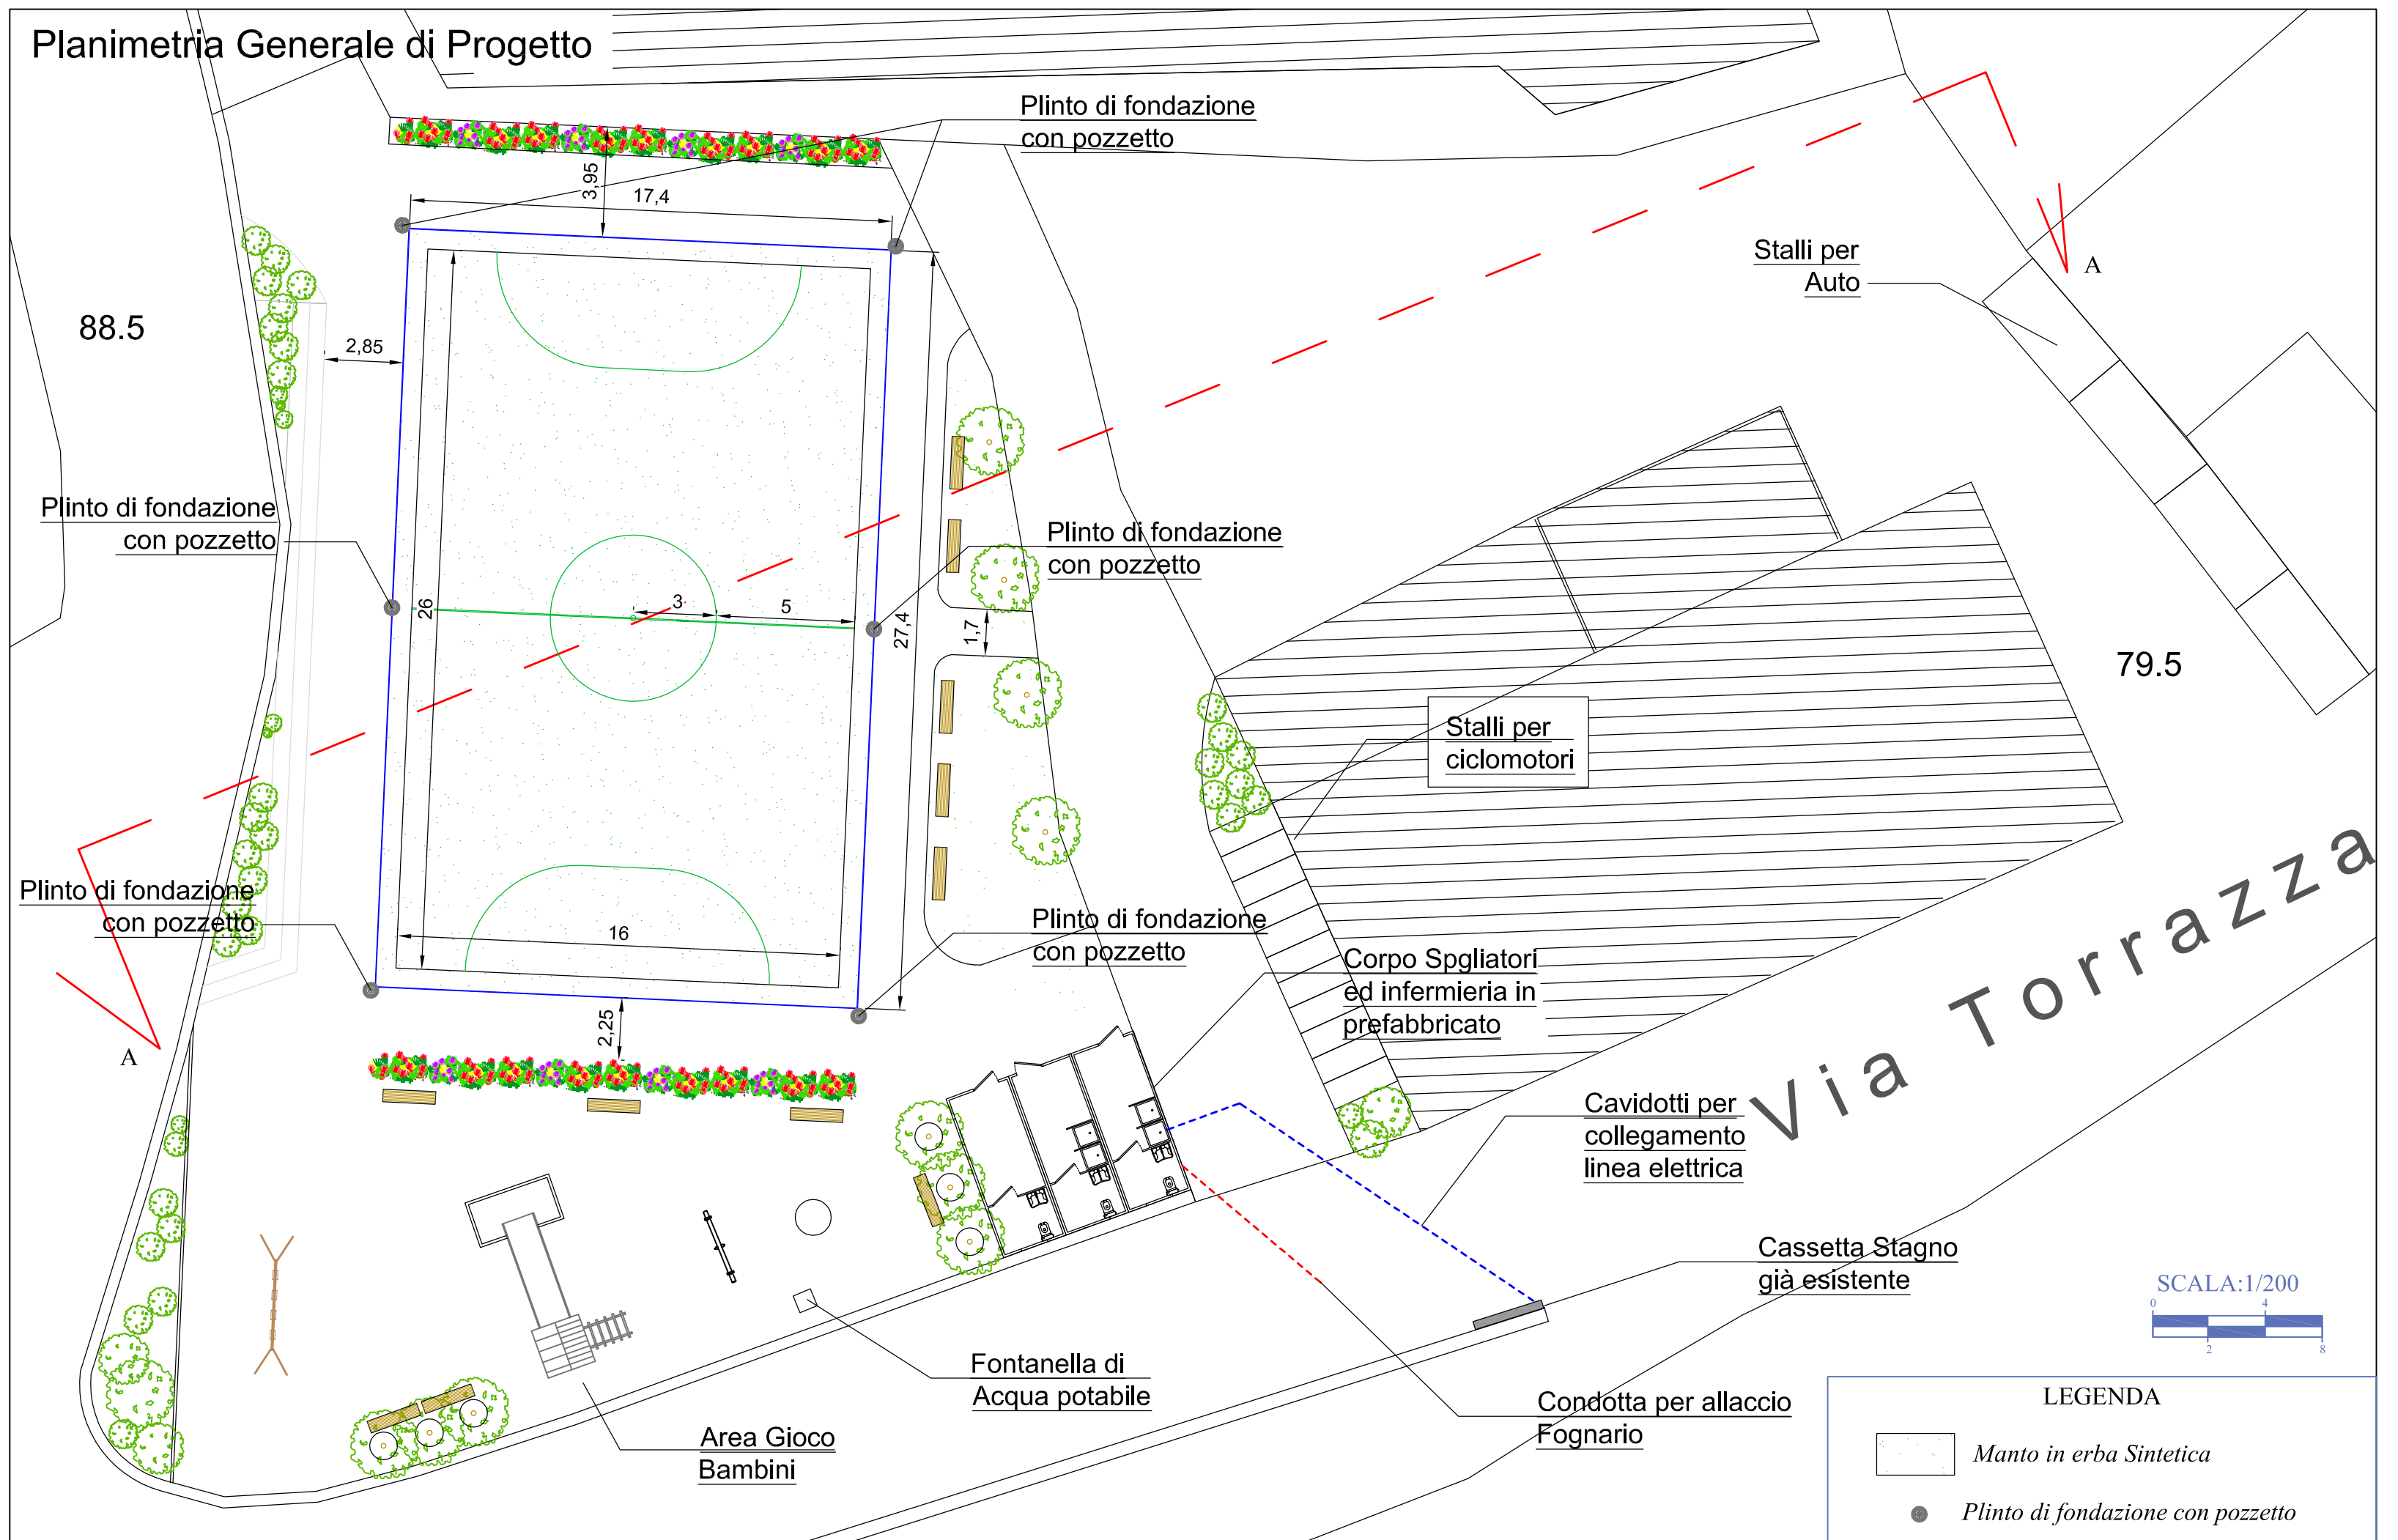 Planimetria Generale di Progetto
Plinto di fondazione
con pozzetto
3,95
17,4
Stalli per
Auto
A
88.5
2,85
Plinto di fondazione
con pozzetto
Plinto di fondazione
con pozzetto
26
3
5
27,4
1,7
79.5
Stalli per
ciclomotori
Via Torrazza
Plinto di fondazione
con pozzetto
16
Plinto di fondazione
con pozzetto
Corpo Spgliatori
ed infermieria in
prefabbricato
2,25
A
Cavidotti per
collegamento
linea elettrica
Cassetta Stagno
già esistente
SCALA:1/200
0
4
2
8
Fontanella di
Acqua potabile
Condotta per allaccio
Fognario
Area Gioco
Bambini
LEGENDA
Manto in erba Sintetica
Plinto di fondazione con pozzetto